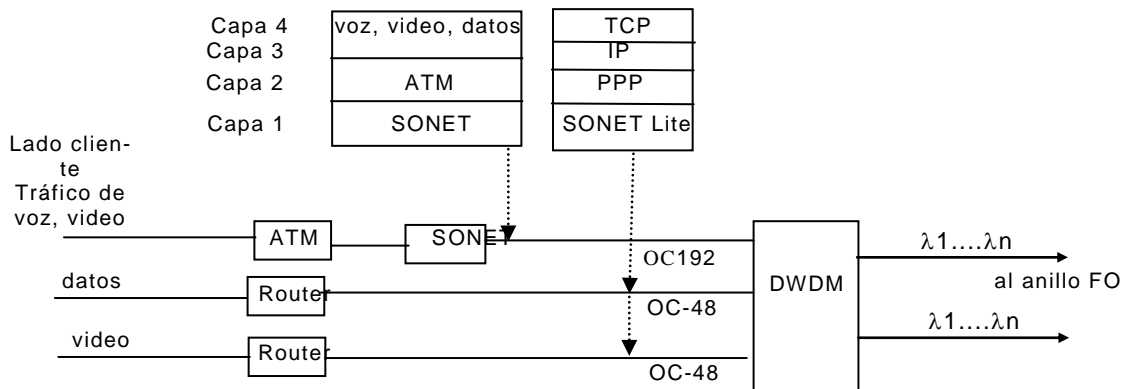 Capa 4
voz, video, datos
TCP
Capa 3
IP
Capa 2
ATM
PPP
Capa 1
SONET
SONET Lite
Lado clien-
te
Tráfico de
voz, video
ATM
SONET
OC192
λ1....λn
DWDM
al anillo FO
datos
Router
OC-48
λ1....λn
video
Router
OC-48